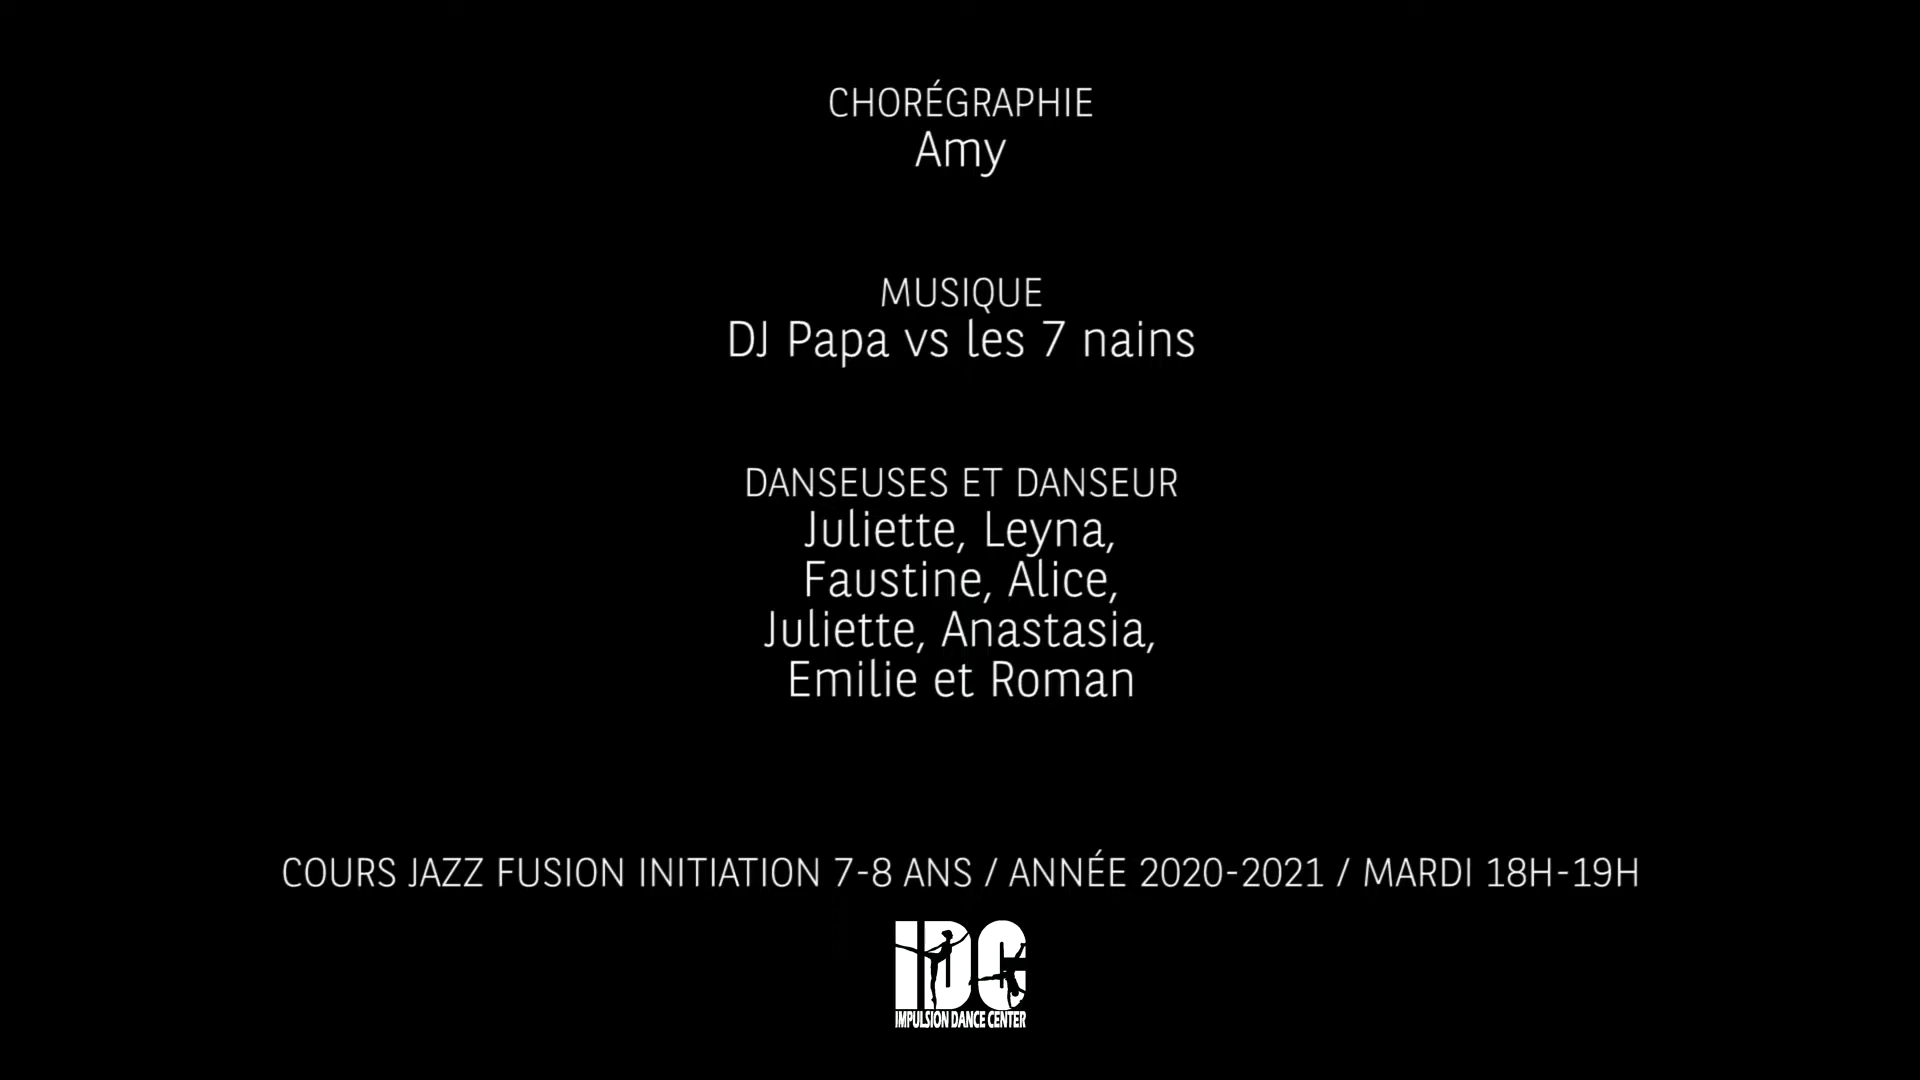 CHORÉGRAPHIE
Amy
MUSIQUE
DJ Papa vs les 7 nains
DANSEUSES ET DANSEUR
Juliette, Leyna,
Faustine, Alice,
Juliette, Anastasia,
Emilie et Roman
COURS JAZZ FUSION INITIATION 7-8 ANS / ANNÉE 2020-2021 / MARDI 18H-19H
IDC
IMPULSION DANCE CENTER